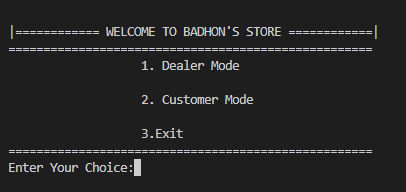 |============ WELCOME TO BADHON'S STORE ============|
====================================================
1. Dealer Mode
2. Customer Mode
3.Exit
====================================================
Enter Your Choice: